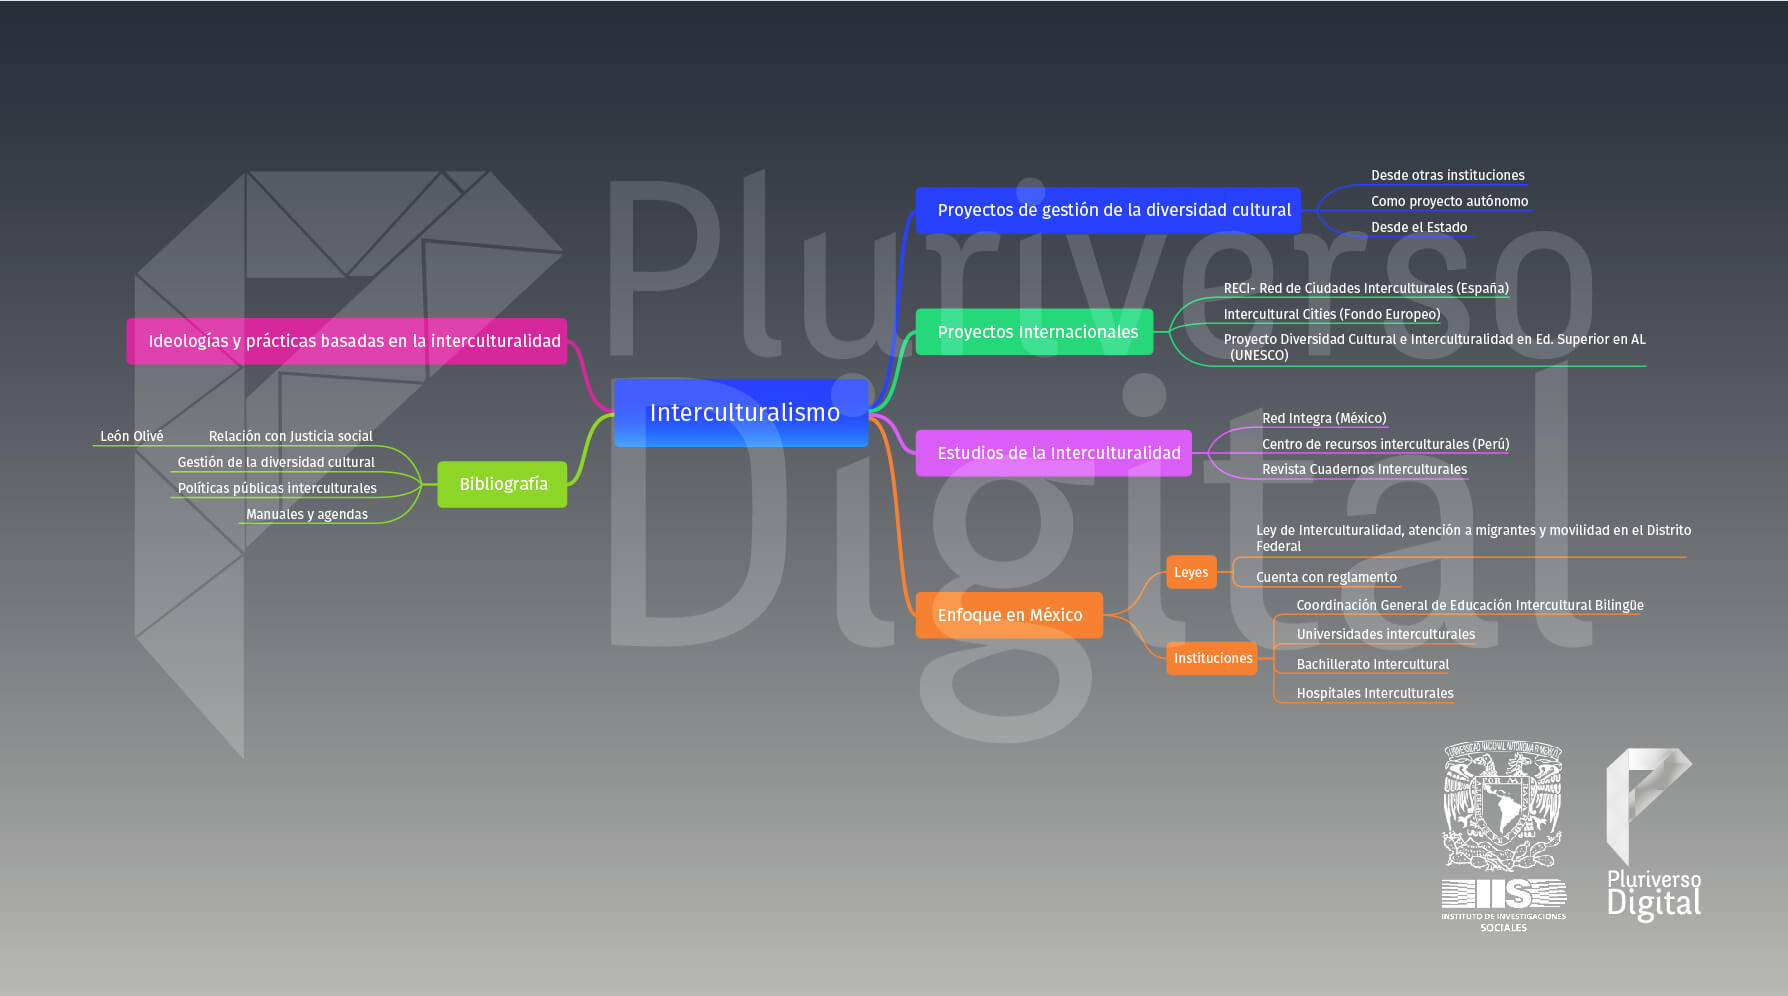 Pluriverso
Digital
Interculturalismo
Ideologías y prácticas basadas en la interculturalidad
Bibliografía
Relación con Justicia social
León Olivé
Gestión de la diversidad cultural
Políticas públicas interculturales
Manuales y agendas
Proyectos de gestión de la diversidad cultural
Desde otras instituciones
Como proyecto autónomo
Desde el Estado
Proyectos Internacionales
RECI- Red de Ciudades Interculturales (España)
Intercultural Cities (Fondo Europeo)
Proyecto Diversidad Cultural e Interculturalidad en Ed. Superior en AL
(UNESCO)
Estudios de la Interculturalidad
Red Integra (México)
Centro de recursos interculturales (Perú)
Revista Cuadernos Interculturales
Enfoque en México
Leyes
Ley de Interculturalidad, atención a migrantes y movilidad en el Distrito
Federal
Cuenta con reglamento
Instituciones
Coordinación General de Educación Intercultural Bilingüe
Universidades interculturales
Bachillerato Intercultural
Hospitales Interculturales
UNIVERSIDAD NACIONAL AUTONOMA
POR MI RAZA
IIS
INSTITUTO DE INVESTIGACIONES
SOCIALES
Pluriverso
Digital